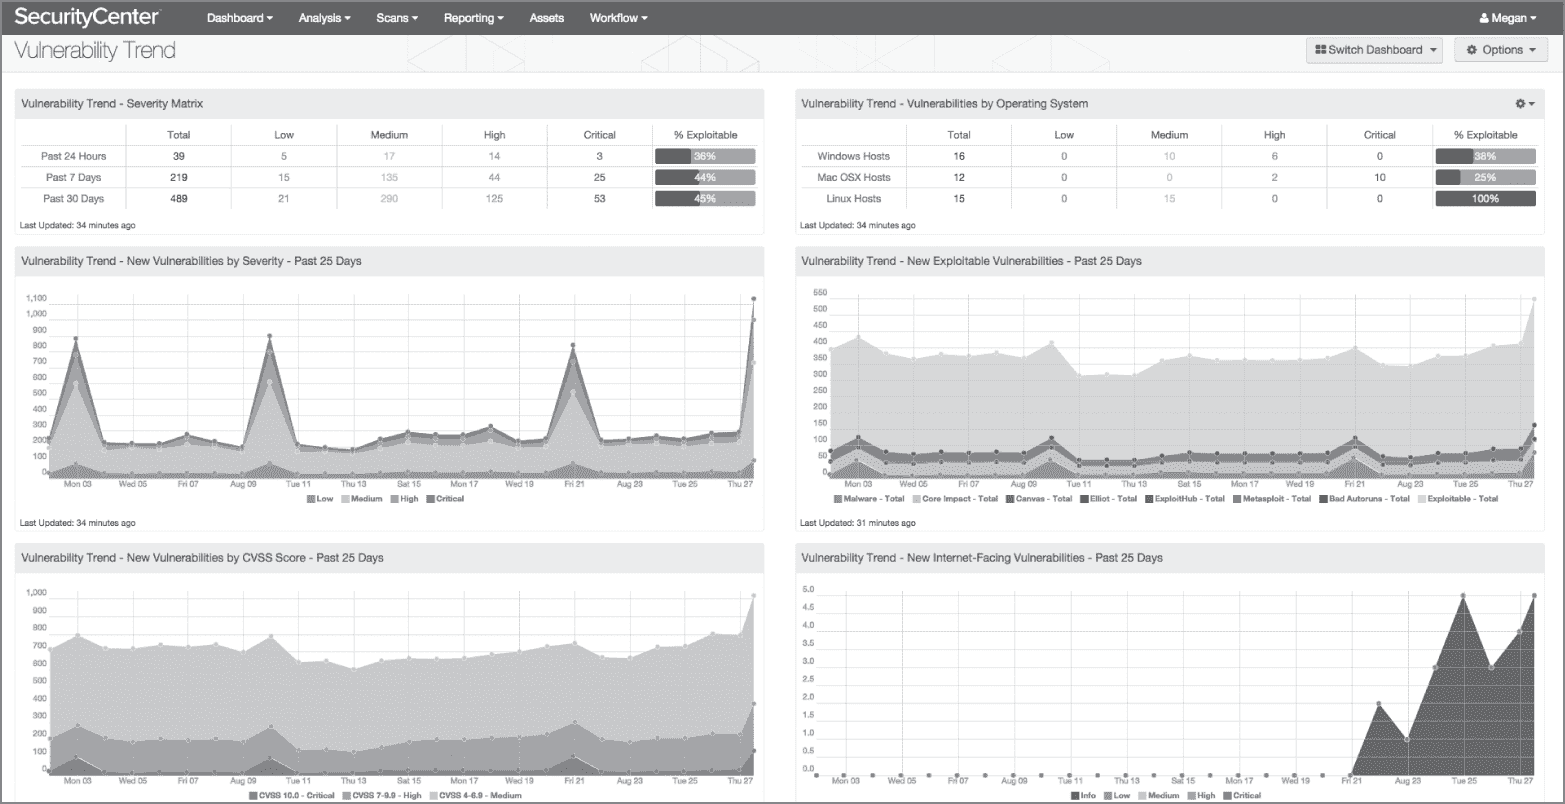 SecurityCenter Dashboard Analysis Scans Reporting Assets Workflow Megan
Vulnerability Trend Switch Dashboard Options
Vulnerability Trend - Severity Matrix
Total Low Medium High Critical % Exploitable
Past 24 Hours 39 5 17 14 3 36%
Past 7 Days 219 15 135 44 25 44%
Past 30 Days 489 21 290 125 53 45%
Last Updated: 34 minutes ago
Vulnerability Trend - Vulnerabilities by Operating System
Total Low Medium High Critical % Exploitable
Windows Hosts 16 0 10 6 0 38%
Mac OSX Hosts 12 0 0 2 10 25%
Linux Hosts 15 0 15 0 0 100%
Last Updated: 34 minutes ago
Vulnerability Trend - New Vulnerabilities by Severity - Past 25 Days
1,100
1,000
900
800
700
600
500
400
300
200
100
0
Mon 03 Wed 05 Fri 07 Aug 09 Tue 11 Thu 13 Sat 15 Mon 17 Wed 19 Fri 21 Aug 23 Tue 25 Thu 27
Low Medium High Critical
Last Updated: 34 minutes ago
Vulnerability Trend - New Exploitable Vulnerabilities - Past 25 Days
550
500
450
400
350
300
250
200
150
100
50
0
Mon 03 Wed 05 Fri 07 Aug 09 Tue 11 Thu 13 Sat 15 Mon 17 Wed 19 Fri 21 Aug 23 Tue 25 Thu 27
Malware - Total Core Impact - Total Canvas - Total Elliot - Total ExploitHub - Total Metasploit - Total Bad Autoruns - Total Exploitable - Total
Last Updated: 31 minutes ago
Vulnerability Trend - New Vulnerabilities by CVSS Score - Past 25 Days
1,000
900
800
700
600
500
400
300
200
100
0
Mon 03 Wed 05 Fri 07 Aug 09 Tue 11 Thu 13 Sat 15 Mon 17 Wed 19 Fri 21 Aug 23 Tue 25 Thu 27
CVSS 10.0 - Critical CVSS 7-9.9 - High CVSS 4-6.9 - Medium
Vulnerability Trend - New Internet-Facing Vulnerabilities - Past 25 Days
5.0
4.5
4.0
3.5
3.0
2.5
2.0
1.5
1.0
0.5
0.0
Mon 03 Wed 05 Fri 07 Aug 09 Tue 11 Thu 13 Sat 15 Mon 17 Wed 19 Fri 21 Aug 23 Tue 25 Thu 27
Info Low Medium High Critical